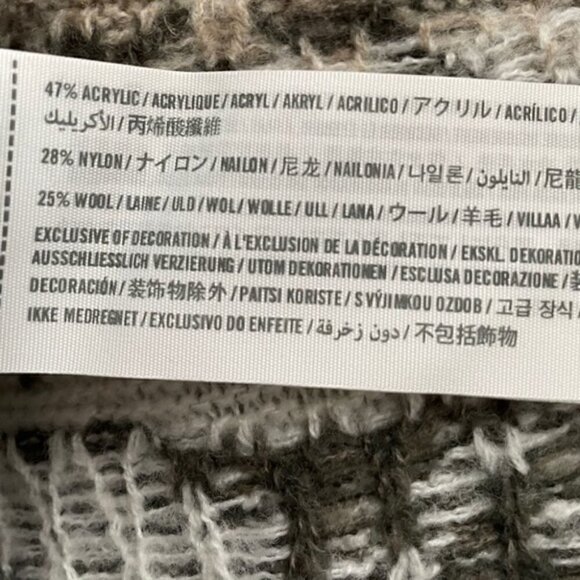 47% ACRYLIC / ACRYLIQUE / ACRYL / AKRYL / ACRILICO / アクリル / ACRÍLICO /
الأكريليك / 丙烯酸纖維
28% NYLON / ナイロン / NAILON / 尼龙 / NAILONIA / 나일론 / النايلون / 尼龍
25% WOOL / LAINE / ULD / WOL / WOLLE / ULL / LANA / ウール / 羊毛 / VILLAA /
EXCLUSIVE OF DECORATION / À L'EXCLUSION DE LA DÉCORATION / EKSKL. DEKORATIO
AUSSCHLIESSLICH VERZIERUNG / UTOM DEKORATIONEN / ESCLUSA DECORAZIONE /
DECORACIÓN / 装饰物除外 / PAITSI KORISTE / S VÝJIMKOU OZDOB / 고급 장식 /
IKKE MEDREGNET / EXCLUSIVO DO ENFEITE / دون زخرفة / 不包括飾物